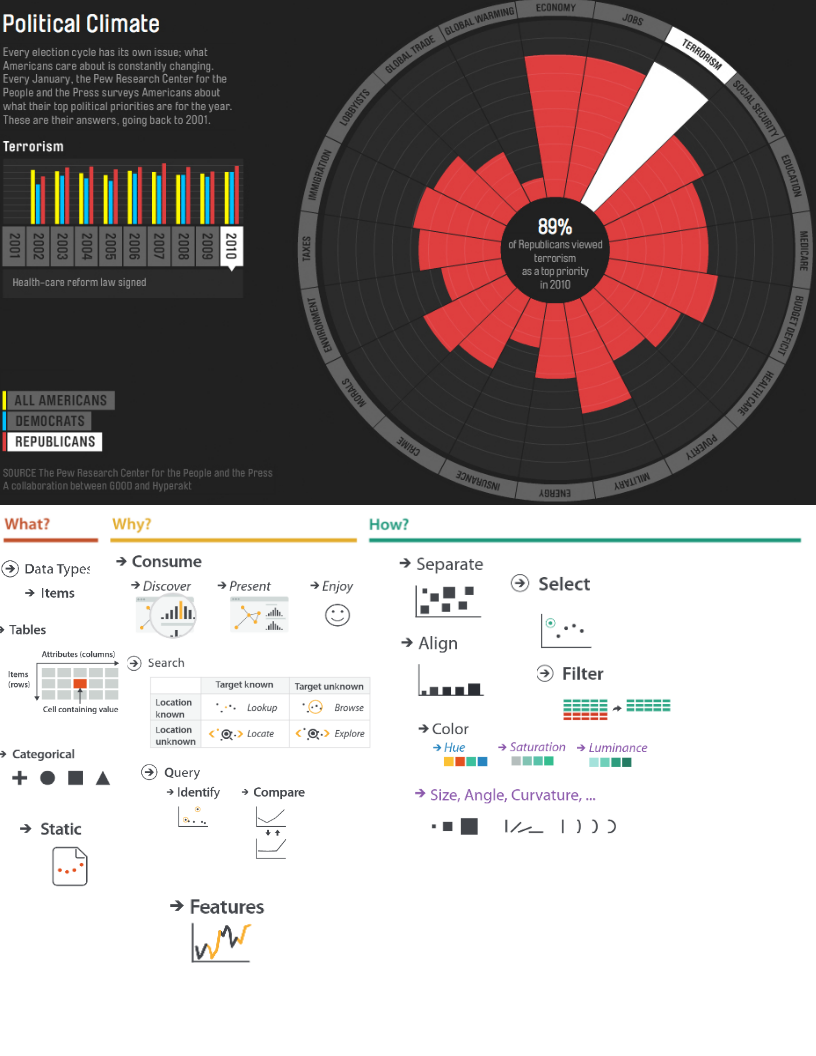 Political Climate
Every election cycle has its own issue; what
Americans care about is constantly changing.
Every January, the Pew Research Center for the
People and the Press surveys Americans about
what their top political priorities are for the year.
These are their answers, going back to 2001.
Terrorism
2001
2002
2003
2004
2005
2006
2007
2008
2009
2010
Health-care reform law signed
ALL AMERICANS
DEMOCRATS
REPUBLICANS
SOURCE The Pew Research Center for the People and the Press
A collaboration between GOOD and Hyperakt
ECONOMY
JOBS
TERRORISM
SOCIAL SECURITY
EDUCATION
MEDICARE
BUDGET DEFICIT
HEALTH CARE
POVERTY
MILITARY
ENERGY
INSURANCE
CRIME
MORALS
ENVIRONMENT
TAXES
IMMIGRATION
LOBBYISTS
GLOBAL TRADE
GLOBAL WARMING
89%
of Republicans viewed
terrorism
as a top priority
in 2010
What?
Data Types
Items
Tables
Attributes (columns)
Items
(rows)
Cell containing value
Categorical
Static
Why?
Consume
Discover
Present
Enjoy
Search
Target known
Target unknown
Location
known
Lookup
Browse
Location
unknown
Locate
Explore
Query
Identify
Compare
Features
How?
Separate
Select
Align
Filter
Color
Hue
Saturation
Luminance
Size, Angle, Curvature, ...